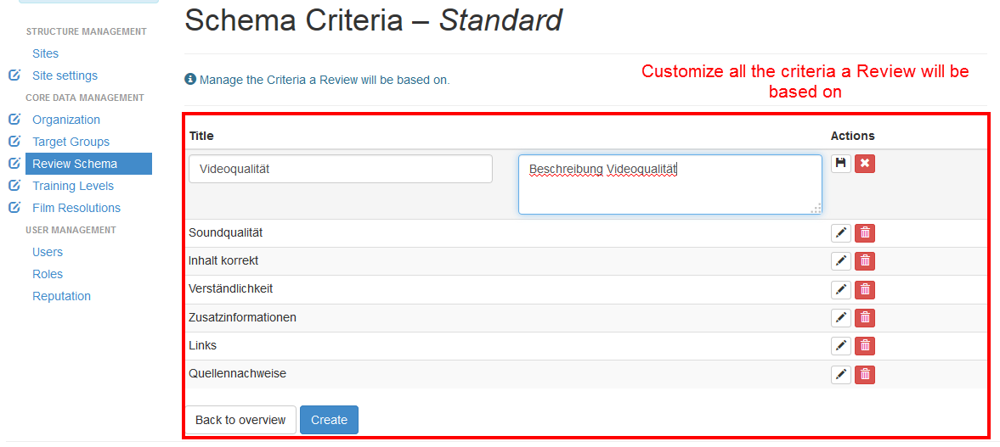 Schema Criteria – Standard
STRUCTURE MANAGEMENT
Sites
Site settings
CORE DATA MANAGEMENT
Organization
Target Groups
Review Schema
Training Levels
Film Resolutions
USER MANAGEMENT
Users
Roles
Reputation
Manage the Criteria a Review will be based on.
Customize all the criteria a Review will be
based on
Title Actions
Videoqualität Beschreibung Videoqualität
Soundqualität
Inhalt korrekt
Verständlichkeit
Zusatzinformationen
Links
Quellennachweise
Back to overview Create